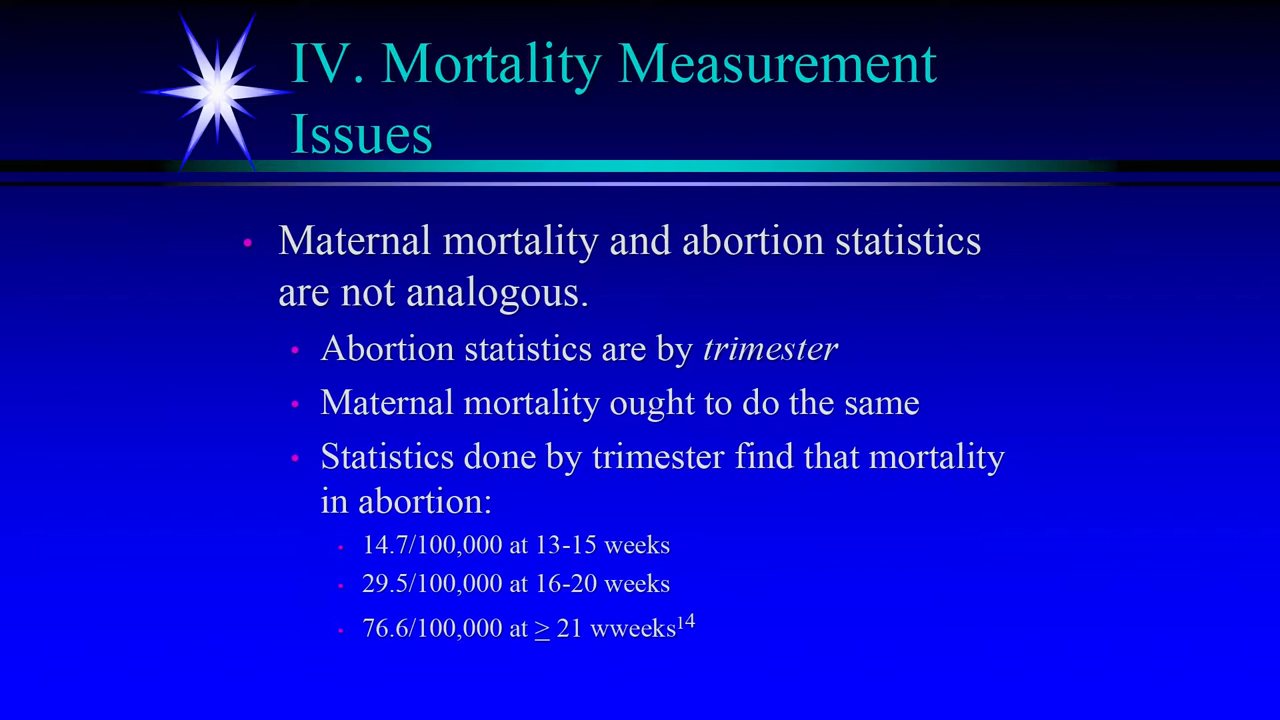 IV. Mortality Measurement
Issues
• Maternal mortality and abortion statistics
are not analogous.
• Abortion statistics are by trimester
• Maternal mortality ought to do the same
• Statistics done by trimester find that mortality
in abortion:
• 14.7/100,000 at 13-15 weeks
• 29.5/100,000 at 16-20 weeks
• 76.6/100,000 at ≥ 21 wweeks¹⁴